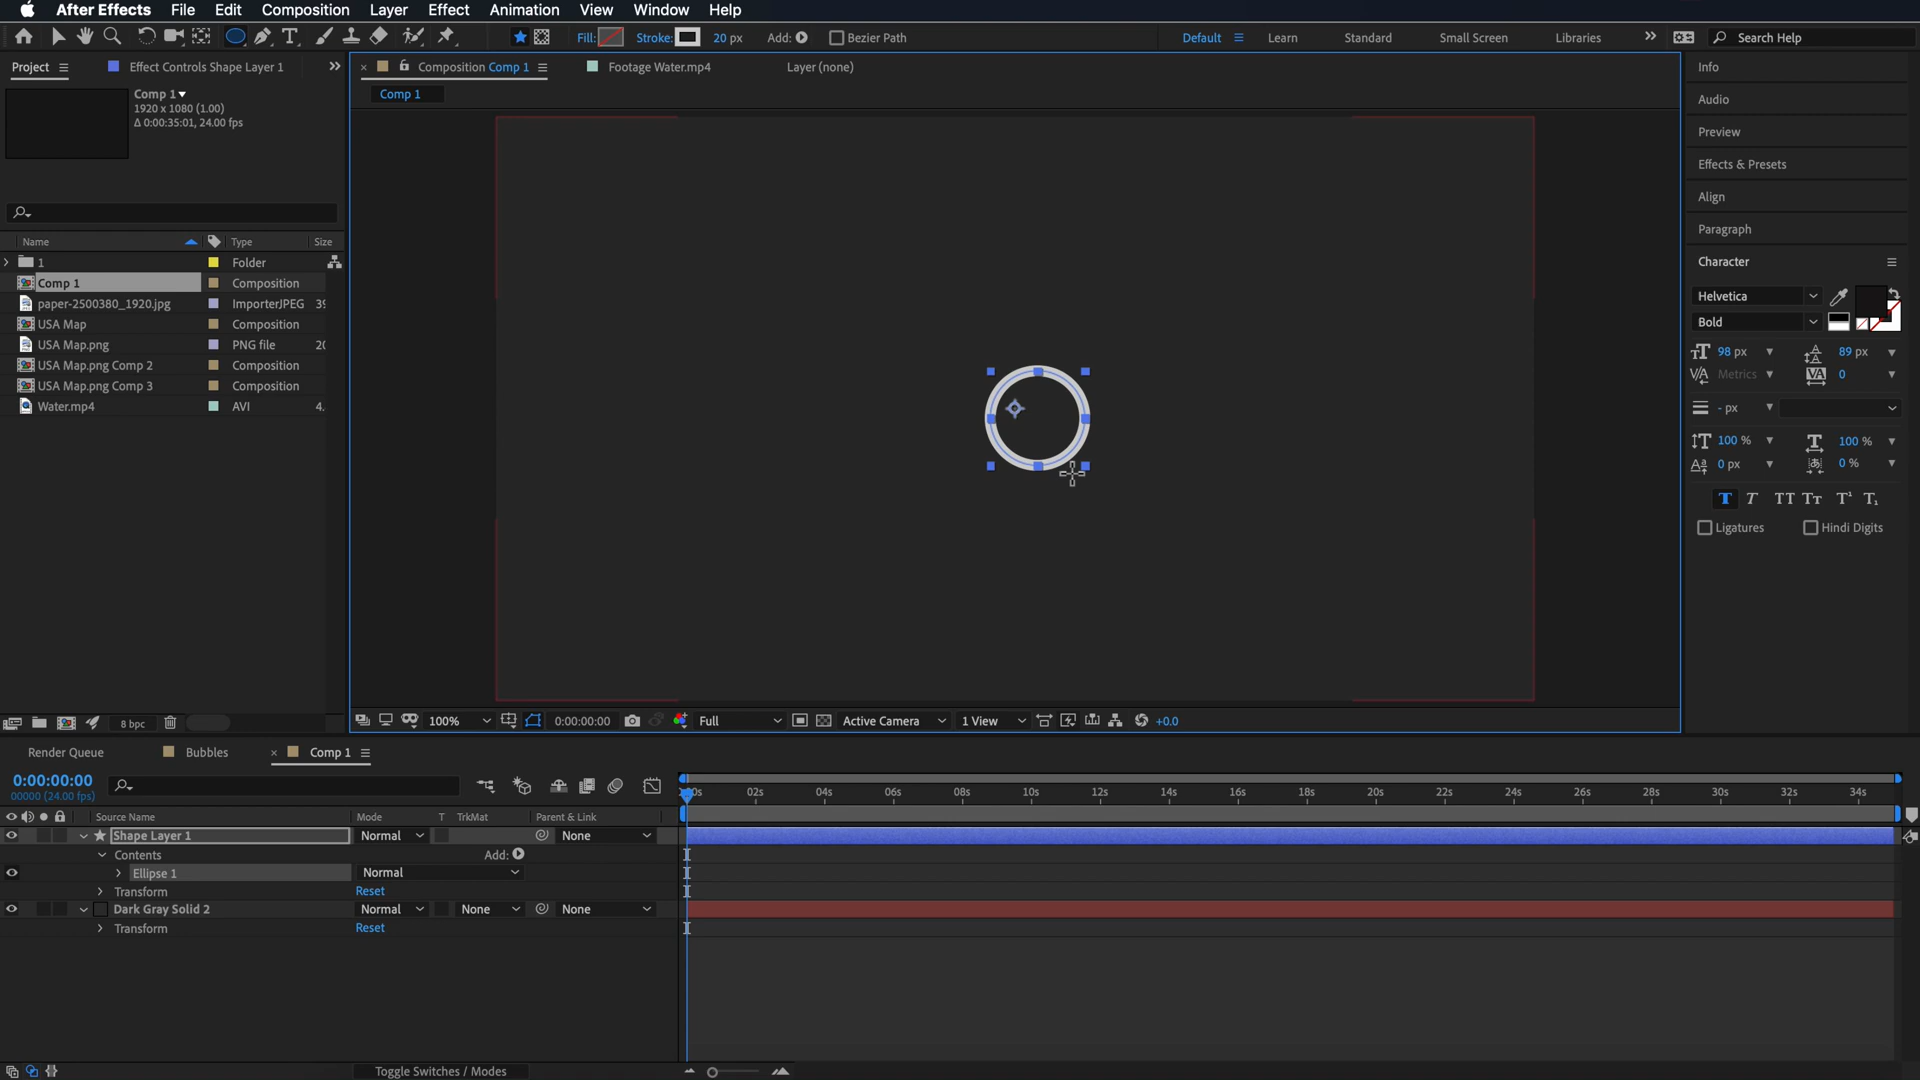 After Effects File Edit Composition Layer Effect Animation View Window Help
Fill: Stroke: 20 px Add: Bezier Path Default Learn Standard Small Screen Libraries Search Help
Project Effect Controls Shape Layer 1 Composition Comp 1 Footage Water.mp4 Layer (none) Info
Comp 1
1920 x 1080 (1.00)
Δ 0:00:35:01, 24.00 fps
Comp 1
Audio
Preview
Effects & Presets
Align
Paragraph
Character
Helvetica
Bold
98 px 89 px
Metrics 0
- px
100 % 100 %
0 px 0 %
T T TT Tt T¹ T₁
Ligatures Hindi Digits
Name Type Size
1 Folder
Comp 1 Composition
paper-2500380_1920.jpg ImporterJPEG 39
USA Map Composition
USA Map.png PNG file 20
USA Map.png Comp 2 Composition
USA Map.png Comp 3 Composition
Water.mp4 AVI 4.
8 bpc
100% 0:00:00:00 Full Active Camera 1 View +0.0
Render Queue Bubbles Comp 1
0:00:00:00
00000 (24.00 fps)
02s 04s 06s 08s 10s 12s 14s 16s 18s 20s 22s 24s 26s 28s 30s 32s 34s
Source Name Mode T TrkMat Parent & Link
Shape Layer 1 Normal None
Contents Add:
Ellipse 1 Normal
Transform Reset
Dark Gray Solid 2 Normal None None
Transform Reset
Toggle Switches / Modes